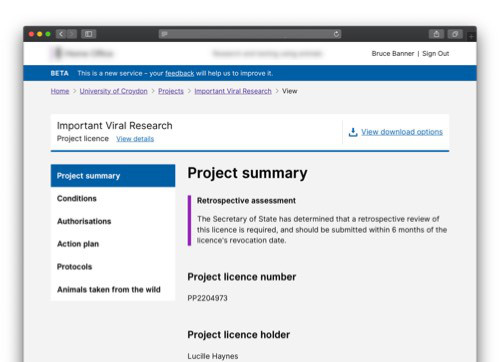 Bruce Banner | Sign Out
BETA This is a new service – your feedback will help us to improve it.
Home > University of Croydon > Projects > Important Viral Research > View
Important Viral Research
Project licence View details
View download options
Project summary
Conditions
Authorisations
Action plan
Protocols
Animals taken from the wild
Project summary
Retrospective assessment
The Secretary of State has determined that a retrospective review of
this licence is required, and should be submitted within 6 months of the
licence's revocation date.
Project licence number
PP2204973
Project licence holder
Lucille Haynes